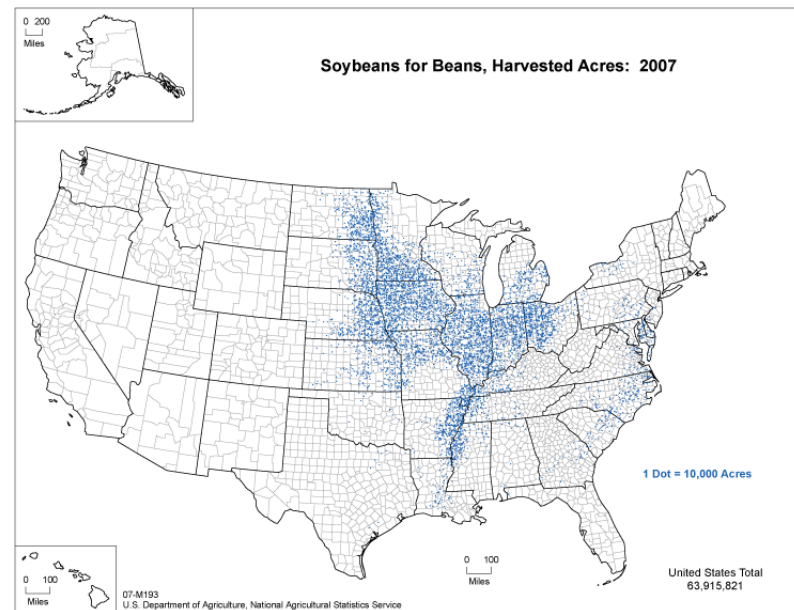 0 200
Miles
Soybeans for Beans, Harvested Acres: 2007
1 Dot = 10,000 Acres
0 100
Miles
0 100
Miles
United States Total
63,915,821
07-M193
U.S. Department of Agriculture, National Agricultural Statistics Service